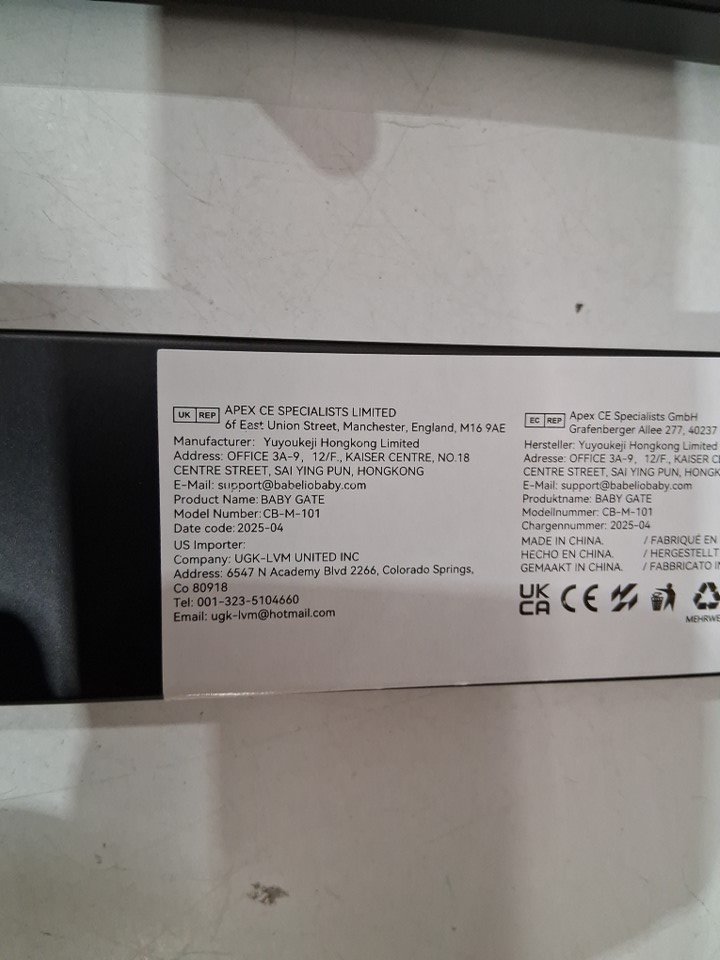 UK REP APEX CE SPECIALISTS LIMITED
6f East Union Street, Manchester, England, M16 9AE
Manufacturer: Yuyoukeji Hongkong Limited
Address: OFFICE 3A-9, 12/F., KAISER CENTRE, NO.18
CENTRE STREET, SAI YING PUN, HONGKONG
E-Mail: support@babeliobaby.com
Product Name: BABY GATE
Model Number: CB-M-101
Date code: 2025-04
US Importer:
Company: UGK-LVM UNITED INC
Address: 6547 N Academy Blvd 2266, Colorado Springs,
Co 80918
Tel: 001-323-5104660
Email: ugk-lvm@hotmail.com
EC REP Apex CE Specialists GmbH
Grafenberger Allee 277, 40237
Hersteller: Yuyoukeji Hongkong Limited
Adresse: OFFICE 3A-9, 12/F., KAISER C
CENTRE STREET, SAI YING PUN, HONGKON
E-Mail: support@babeliobaby.com
Produktname: BABY GATE
Modellnummer: CB-M-101
Chargennummer: 2025-04
MADE IN CHINA. / FABRIQUÉ EN
HECHO EN CHINA. / HERGESTELLT
GEMAAKT IN CHINA. / FABBRICATO IN
UK
CA CE
MEHRWE